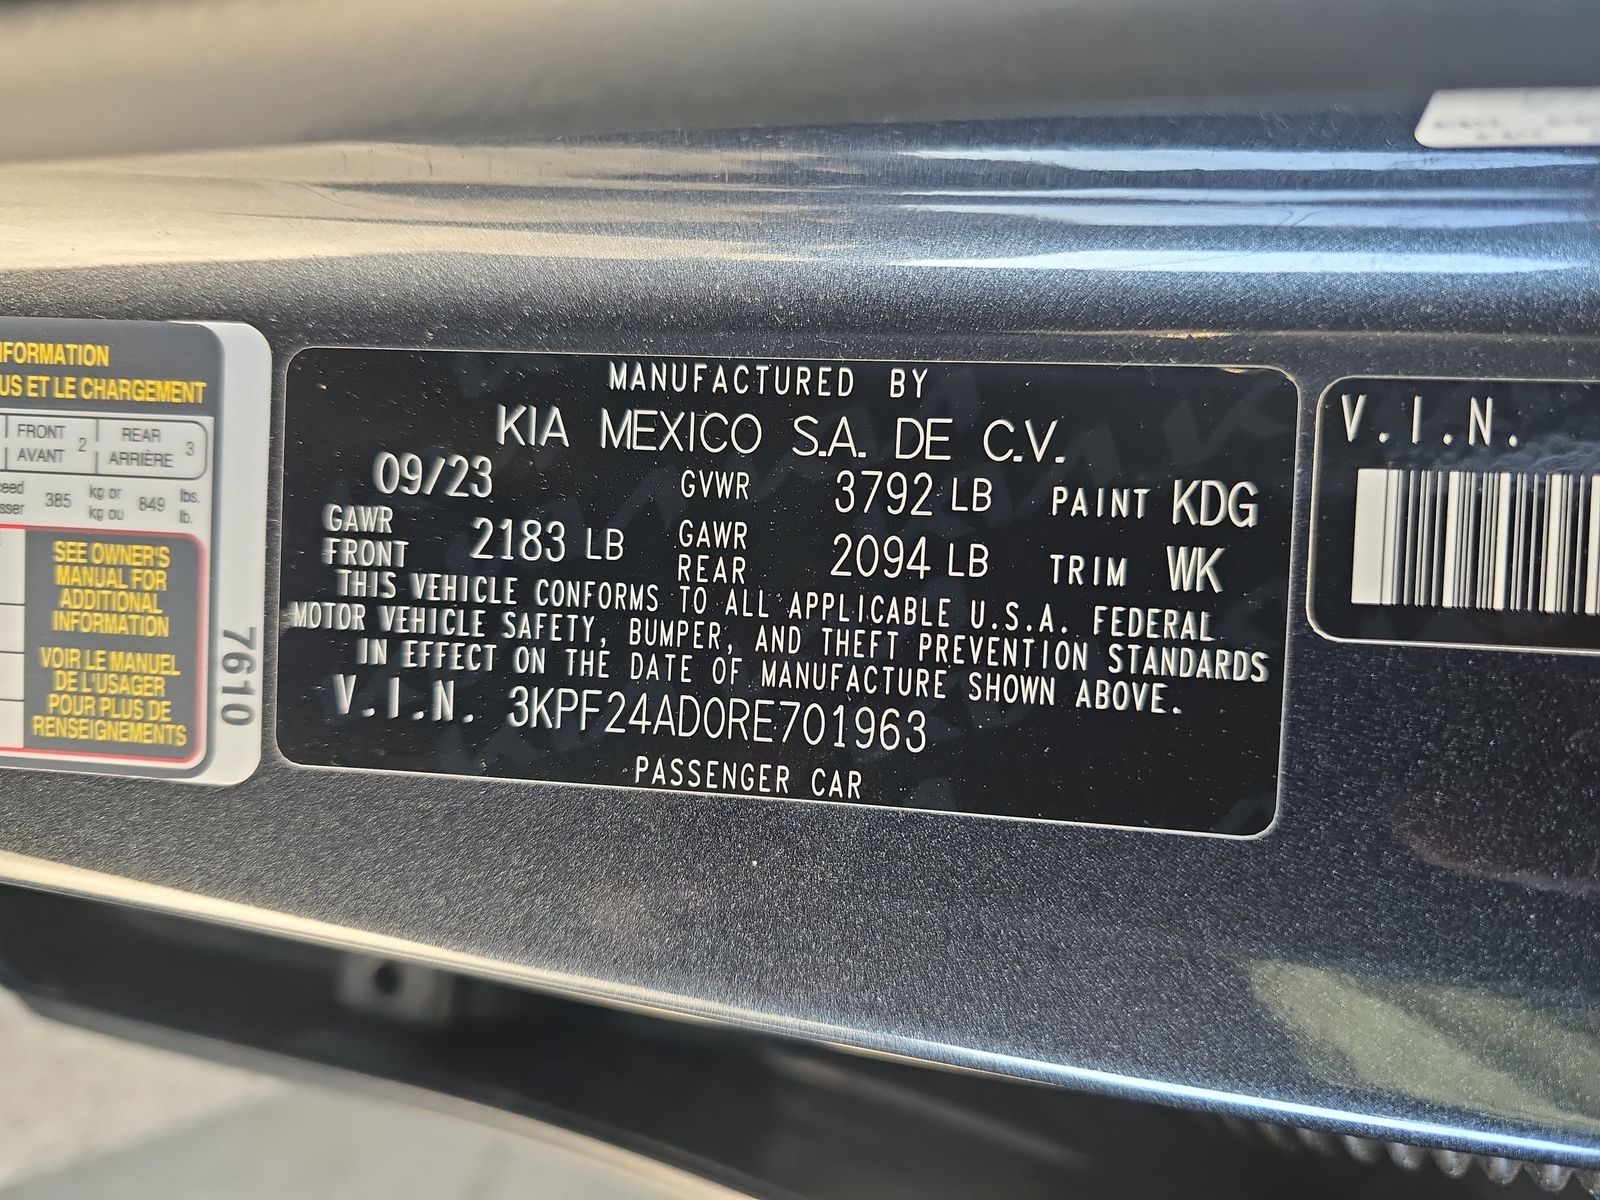 FORMATION
US ET LE CHARGEMENT
FRONT AVANT 2 REAR ARRIÈRE 3
385 kg or kg ou 849 lbs. lb.
SEE OWNER'S
MANUAL FOR
ADDITIONAL
INFORMATION
VOIR LE MANUEL
DE L'USAGER
POUR PLUS DE
RENSEIGNEMENTS
7610
MANUFACTURED BY
KIA MEXICO S.A. DE C.V.
09/23 GVWR 3792 LB PAINT KDG
GAWR FRONT 2183 LB GAWR REAR 2094 LB TRIM WK
THIS VEHICLE CONFORMS TO ALL APPLICABLE U.S.A. FEDERAL
MOTOR VEHICLE SAFETY, BUMPER, AND THEFT PREVENTION STANDARDS
IN EFFECT ON THE DATE OF MANUFACTURE SHOWN ABOVE.
V.I.N. 3KPF24AD0RE701963
PASSENGER CAR
V.I.N.